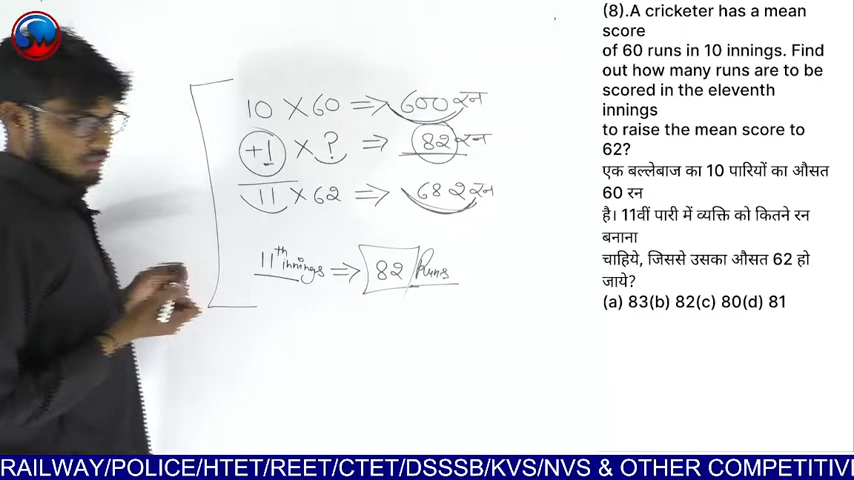 SW
10 × 60 ⇒ 600 रन
+1 × ? ⇒ 82 रन
11 × 62 ⇒ 682 रन
11th innings ⇒ 82 Runs
(8).A cricketer has a mean
score
of 60 runs in 10 innings. Find
out how many runs are to be
scored in the eleventh
innings
to raise the mean score to
62?
एक बल्लेबाज का 10 पारियों का औसत
60 रन
है। 11वीं पारी में व्यक्ति को कितने रन
बनाना
चाहिये, जिससे उसका औसत 62 हो
जाये?
(a) 83(b) 82(c) 80(d) 81
RAILWAY/POLICE/HTET/REET/CTET/DSSSB/KVS/NVS & OTHER COMPETITIVE